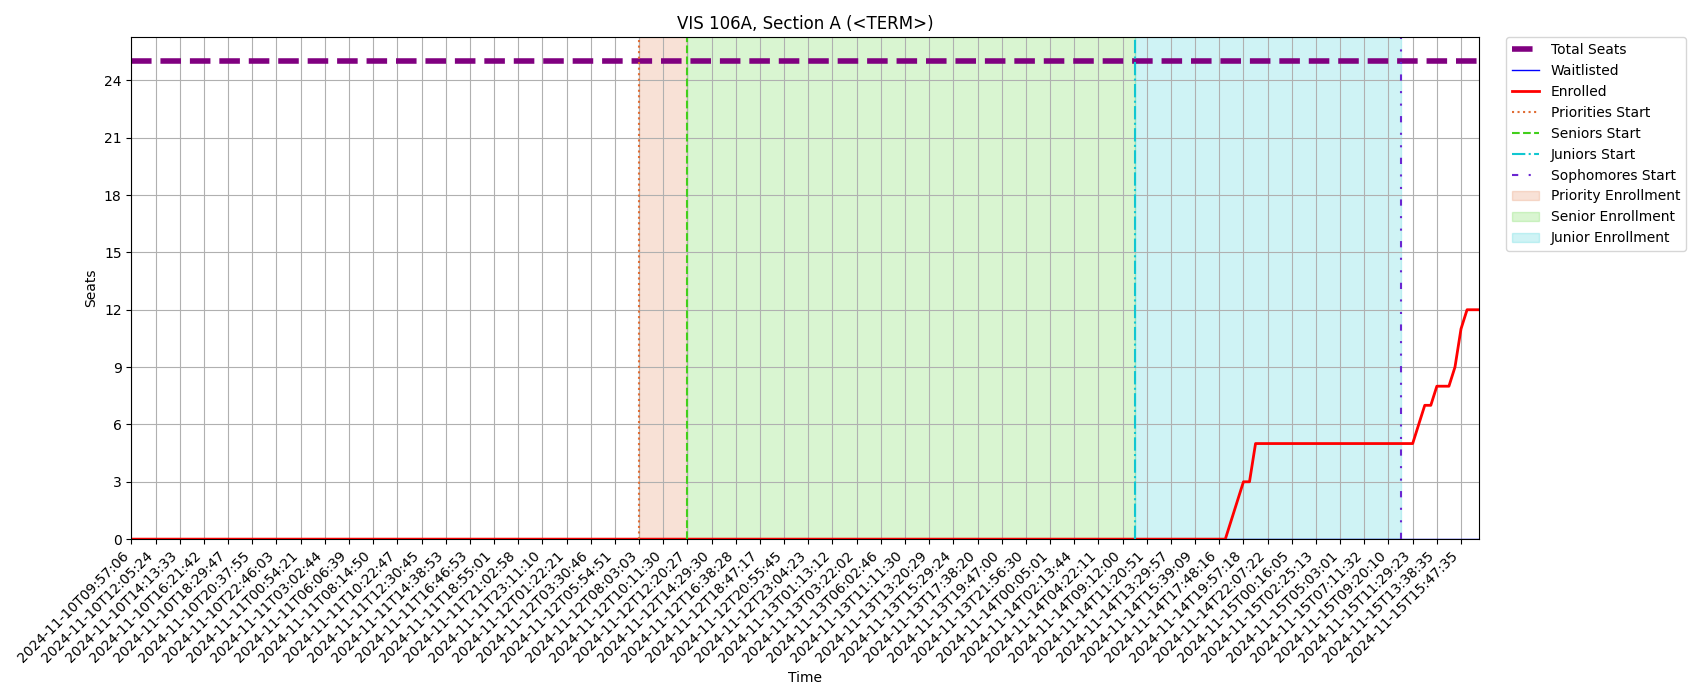 VIS 106A, Section A (<TERM>)
Total Seats
Waitlisted
Enrolled
Priorities Start
Seniors Start
Juniors Start
Sophomores Start
Priority Enrollment
Senior Enrollment
Junior Enrollment
Seats
24
21
18
15
12
9
6
3
0
2024-11-10T09:57:06
2024-11-10T12:05:24
2024-11-10T14:13:33
2024-11-10T16:21:42
2024-11-10T18:29:47
2024-11-10T20:37:55
2024-11-10T22:46:03
2024-11-11T00:54:21
2024-11-11T03:02:44
2024-11-11T06:06:39
2024-11-11T08:14:50
2024-11-11T10:22:47
2024-11-11T12:30:45
2024-11-11T14:38:53
2024-11-11T16:46:53
2024-11-11T18:55:01
2024-11-11T21:02:58
2024-11-11T23:11:10
2024-11-12T01:22:21
2024-11-12T03:30:46
2024-11-12T05:54:51
2024-11-12T08:03:03
2024-11-12T10:11:30
2024-11-12T12:20:27
2024-11-12T14:29:30
2024-11-12T16:38:28
2024-11-12T18:47:17
2024-11-12T20:55:45
2024-11-12T23:04:23
2024-11-13T01:13:12
2024-11-13T03:22:02
2024-11-13T06:02:46
2024-11-13T11:11:30
2024-11-13T13:20:29
2024-11-13T15:29:24
2024-11-13T17:38:20
2024-11-13T19:47:00
2024-11-13T21:56:30
2024-11-14T00:05:01
2024-11-14T02:13:44
2024-11-14T04:22:11
2024-11-14T09:12:00
2024-11-14T11:20:51
2024-11-14T13:29:57
2024-11-14T15:39:09
2024-11-14T17:48:16
2024-11-14T19:57:18
2024-11-14T22:07:22
2024-11-15T00:16:05
2024-11-15T02:25:13
2024-11-15T05:03:01
2024-11-15T07:11:32
2024-11-15T09:20:10
2024-11-15T11:29:23
2024-11-15T13:38:35
2024-11-15T15:47:35
Time